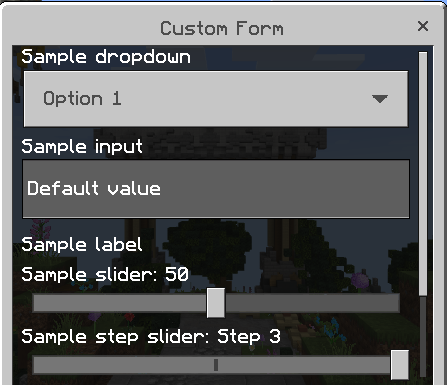 Custom Form
Sample dropdown
Option 1
Sample input
Default value
Sample label
Sample slider: 50
Sample step slider: Step 3